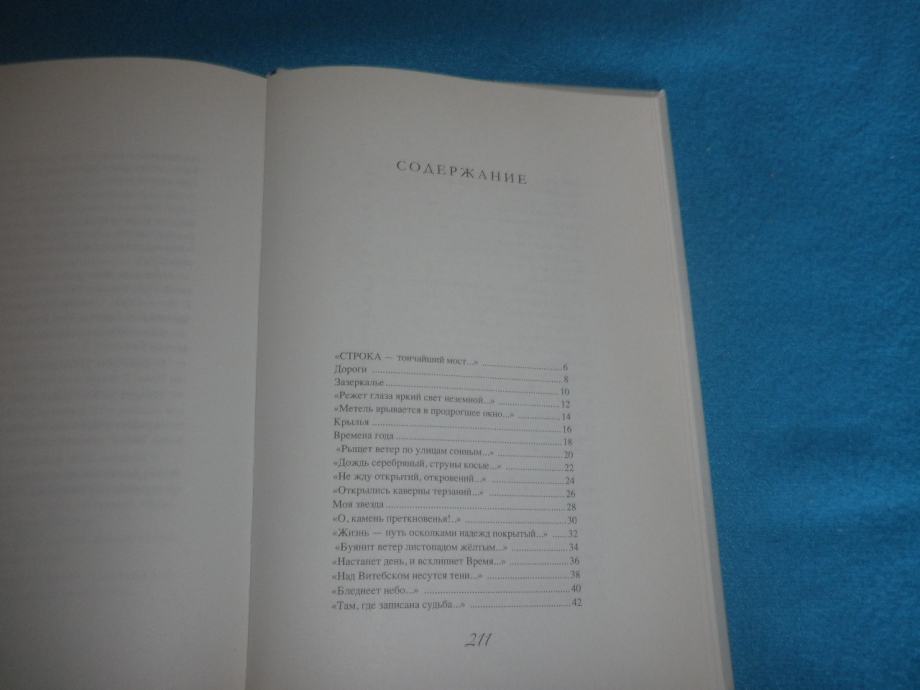 СОДЕРЖАНИЕ
«СТРОКА — тончайший мост...» 6
Дороги 8
Зазеркалье 10
«Режет глаза яркий свет неземной...» 12
«Метель врывается в продрогшее окно...» 14
Крылья 16
Времена года 18
«Рыщет ветер по улицам сонным...» 20
«Дождь серебряный, струны косые...» 22
«Не жду открытий, откровений...» 24
«Открылись каверны терзаний...» 26
Моя звезда 28
«О, камень преткновенья!..» 30
«Жизнь — путь осколками надежд покрытый...» 32
«Буянит ветер листопадом жёлтым...» 34
«Настанет день, и всхлипнет Время...» 36
«Над Витебском несутся тени...» 38
«Бледнеет небо...» 40
«Там, где записана судьба...» 42
211